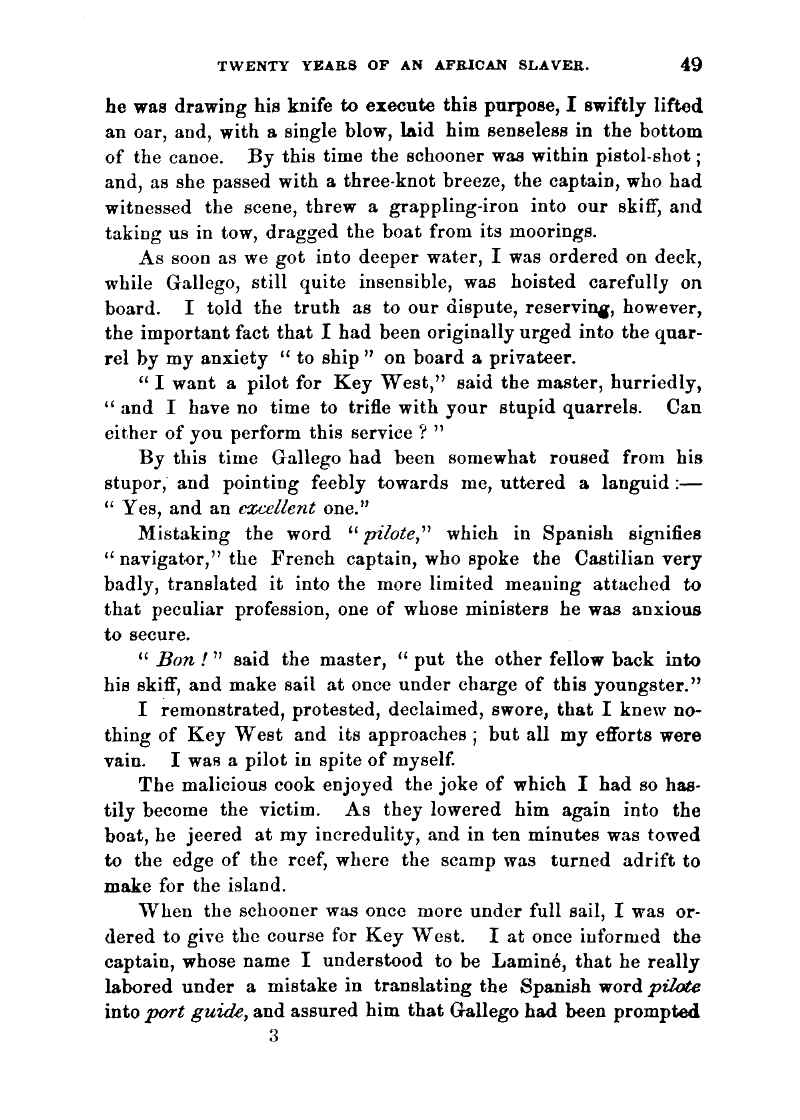 TWENTY YEARS OF AN AFRICAN SLAVER. 49
he was drawing his knife to execute this purpose, I swiftly lifted
an oar, and, with a single blow, laid him senseless in the bottom
of the canoe. By this time the schooner was within pistol-shot ;
and, as she passed with a three-knot breeze, the captain, who had
witnessed the scene, threw a grappling-iron into our skiff, and
taking us in tow, dragged the boat from its moorings.
As soon as we got into deeper water, I was ordered on deck,
while Gallego, still quite insensible, was hoisted carefully on
board. I told the truth as to our dispute, reserving, however,
the important fact that I had been originally urged into the quar-
rel by my anxiety “ to ship ” on board a privateer.
“ I want a pilot for Key West,” said the master, hurriedly,
“ and I have no time to trifle with your stupid quarrels. Can
either of you perform this service ? ”
By this time Gallego had been somewhat roused from his
stupor, and pointing feebly towards me, uttered a languid :—
“ Yes, and an excellent one.”
Mistaking the word “ pilote,” which in Spanish signifies
“ navigator,” the French captain, who spoke the Castilian very
badly, translated it into the more limited meaning attached to
that peculiar profession, one of whose ministers he was anxious
to secure.
“ Bon ! ” said the master, “ put the other fellow back into
his skiff, and make sail at once under charge of this youngster.”
I remonstrated, protested, declaimed, swore, that I knew no-
thing of Key West and its approaches ; but all my efforts were
vain. I was a pilot in spite of myself.
The malicious cook enjoyed the joke of which I had so has-
tily become the victim. As they lowered him again into the
boat, he jeered at my incredulity, and in ten minutes was towed
to the edge of the reef, where the scamp was turned adrift to
make for the island.
When the schooner was once more under full sail, I was or-
dered to give the course for Key West. I at once informed the
captain, whose name I understood to be Laminé, that he really
labored under a mistake in translating the Spanish word pilote
into port guide, and assured him that Gallego had been prompted
3